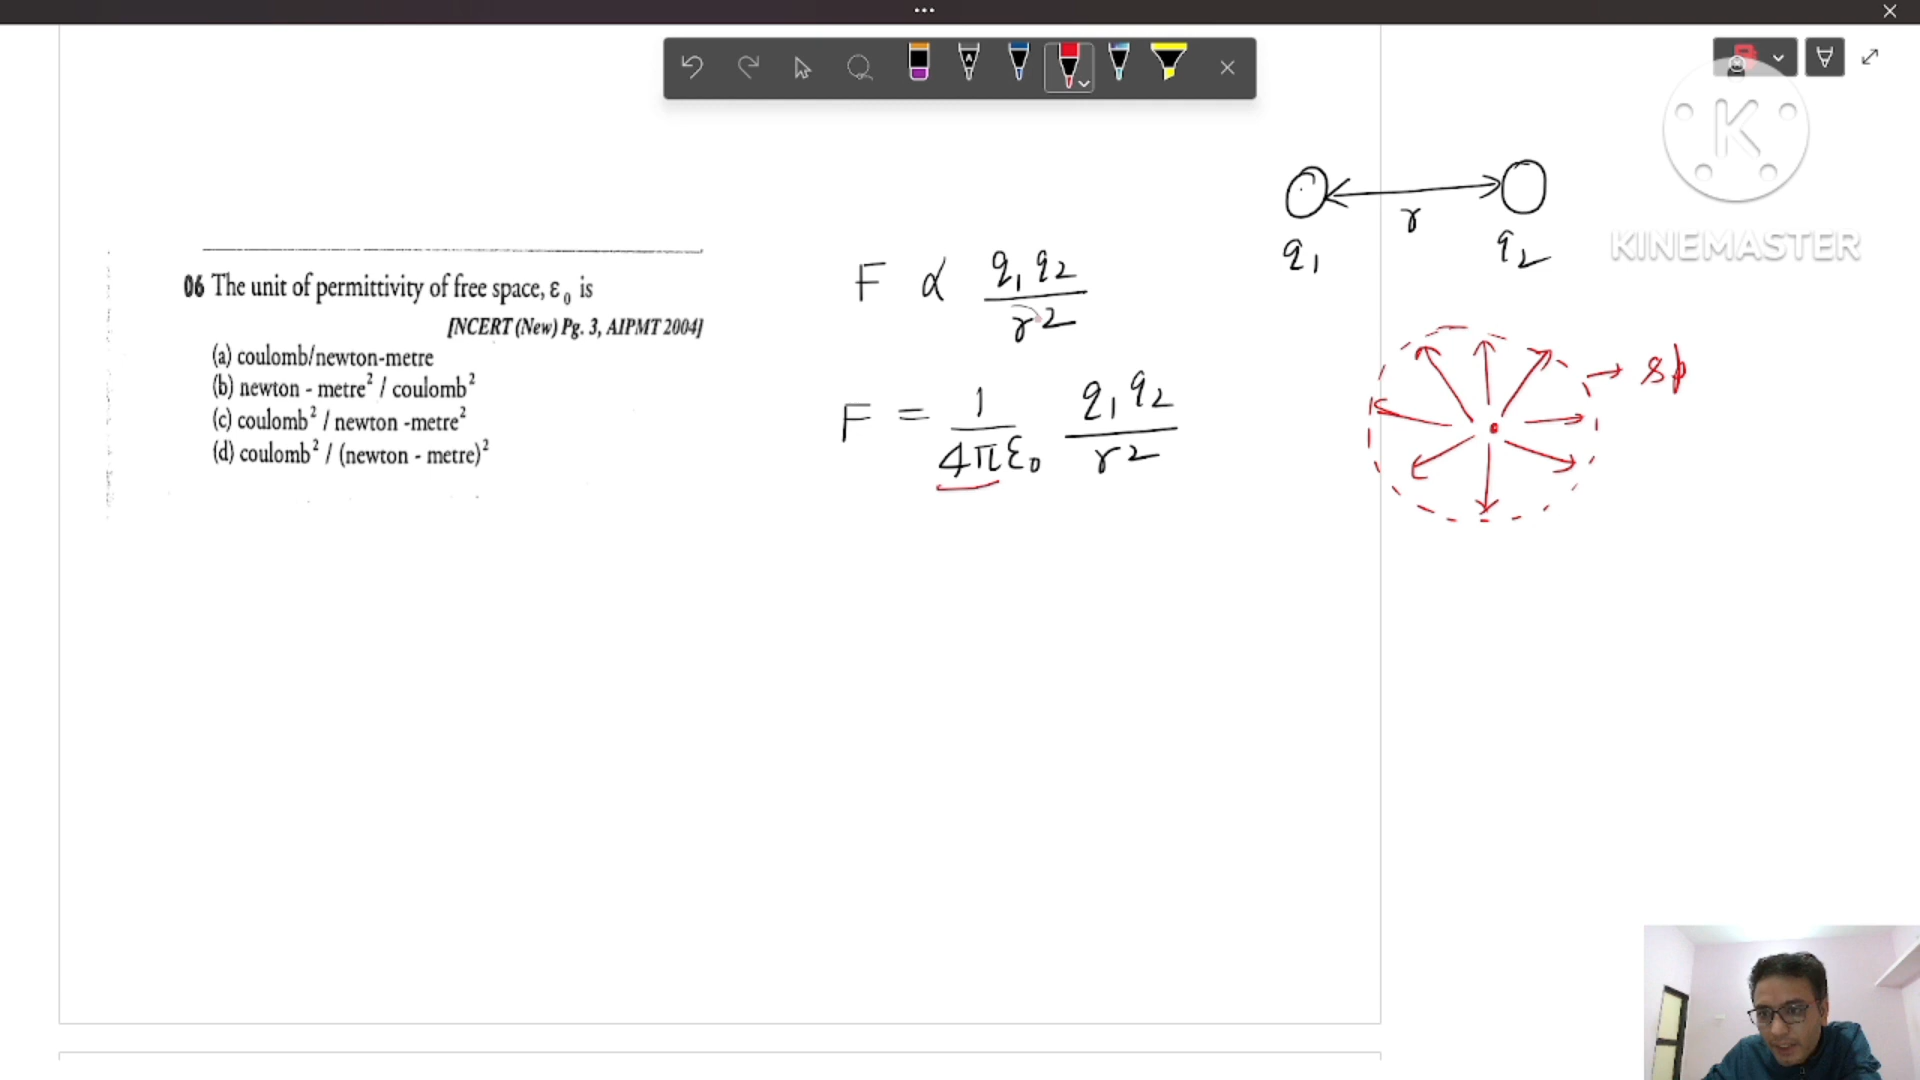 06 The unit of permittivity of free space, ε₀ is
[NCERT (New) Pg. 3, AIPMT 2004]
(a) coulomb/newton-metre
(b) newton - metre² / coulomb²
(c) coulomb² / newton -metre²
(d) coulomb² / (newton - metre)²
F ∝ q₁q₂ / r²
F = 1 / 4πε₀ q₁q₂ / r²
r
q₁ q₂
→ sp
K
KINEMASTER